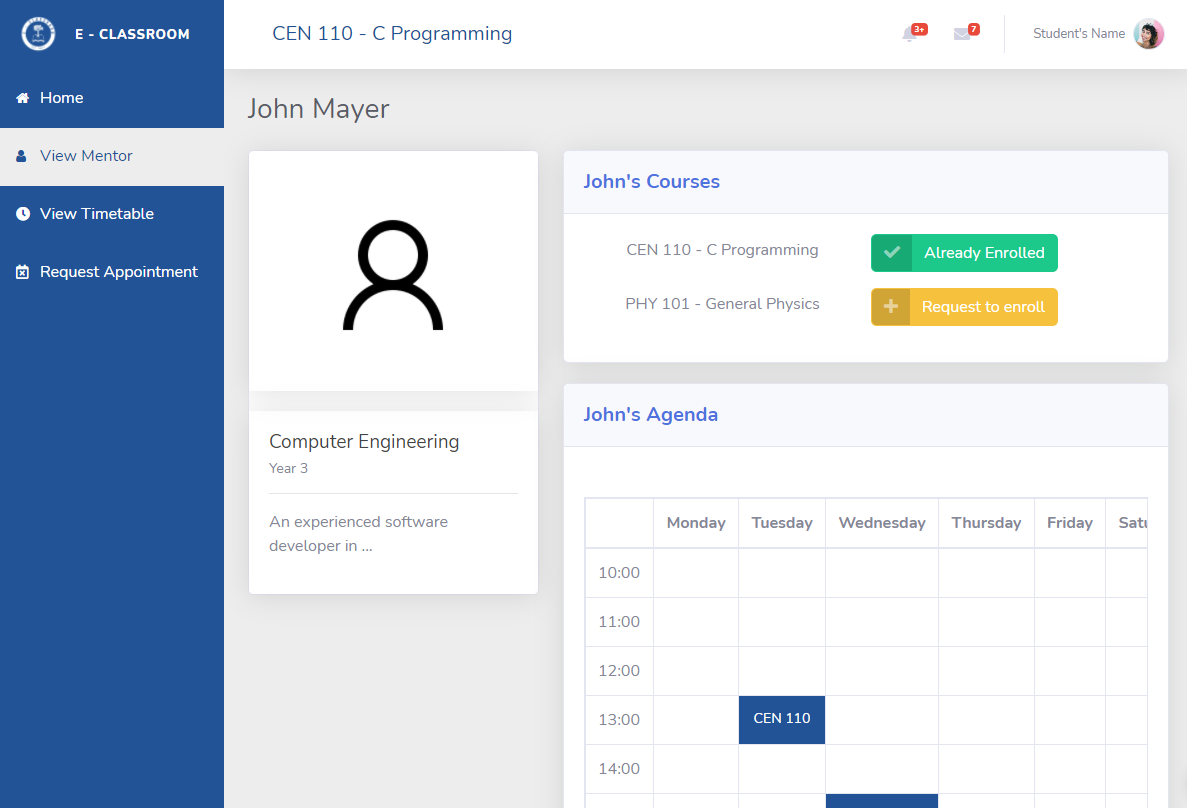 E - CLASSROOM
CEN 110 - C Programming
3+
7
Student's Name
Home
View Mentor
View Timetable
Request Appointment
John Mayer
Computer Engineering
Year 3
An experienced software
developer in ...
John's Courses
CEN 110 - C Programming
Already Enrolled
PHY 101 - General Physics
Request to enroll
John's Agenda
Monday Tuesday Wednesday Thursday Friday Satu
10:00
11:00
12:00
13:00 CEN 110
14:00